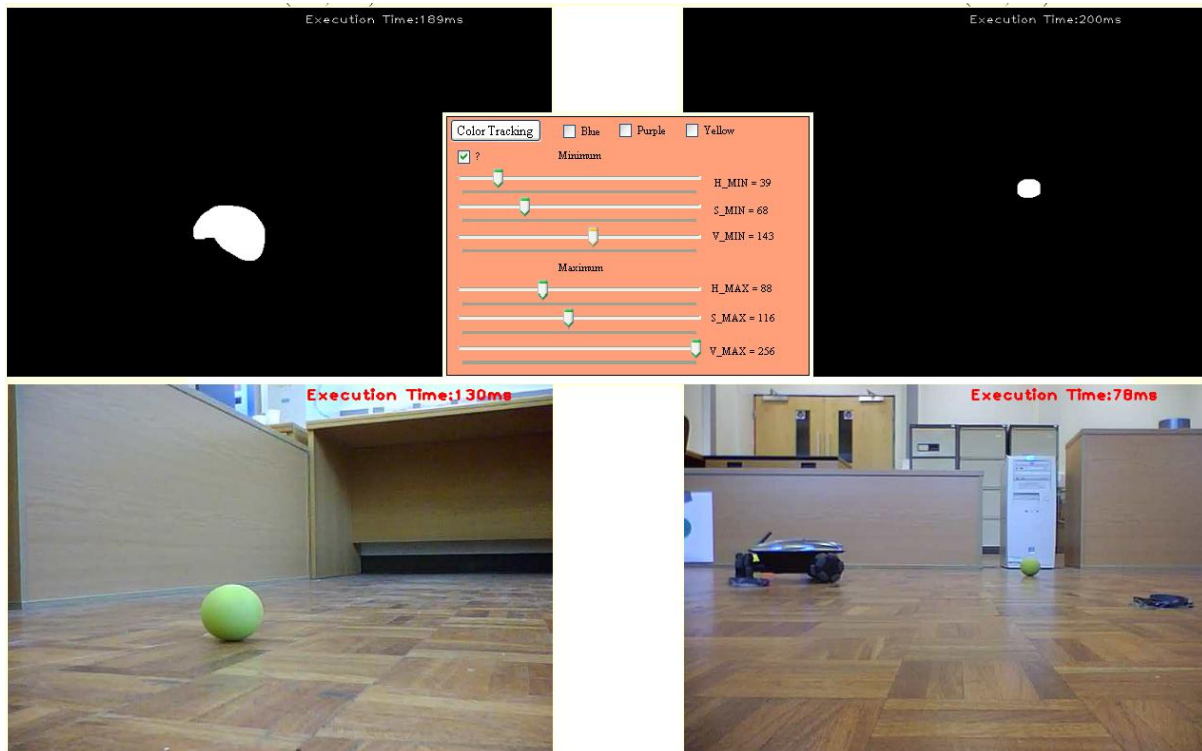 Execution Time:189ms
Execution Time:200ms
Color Tracking
Blue
Purple
Yellow
?
Minimum
H_MIN = 39
S_MIN = 68
V_MIN = 143
Maximum
H_MAX = 88
S_MAX = 116
V_MAX = 256
Execution Time:130ms
Execution Time:78ms